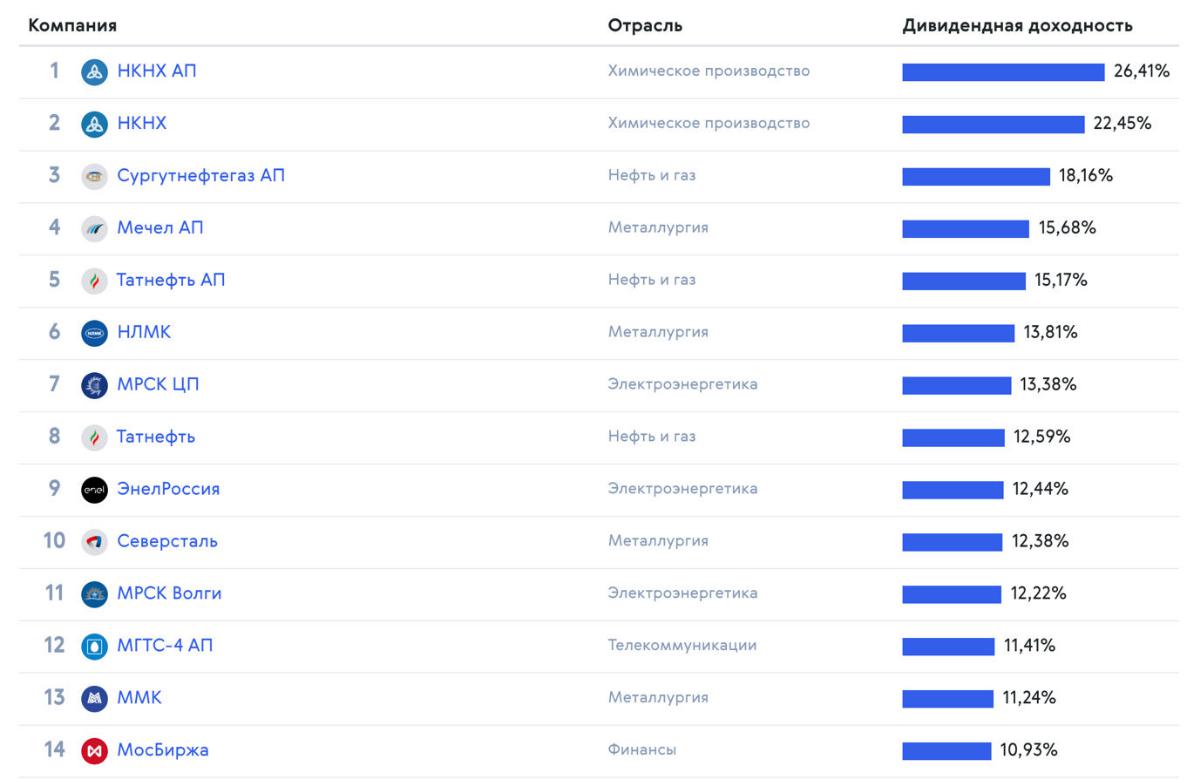 Компания Отрасль Дивидендная доходность
1 НКНХ АП Химическое производство 26,41%
2 НКНХ Химическое производство 22,45%
3 Сургутнефтегаз АП Нефть и газ 18,16%
4 Мечел АП Металлургия 15,68%
5 Татнефть АП Нефть и газ 15,17%
6 НЛМК НЛМК Металлургия 13,81%
7 МРСК ЦП Электроэнергетика 13,38%
8 Татнефть Нефть и газ 12,59%
9 enel ЭнелРоссия Электроэнергетика 12,44%
10 Северсталь Металлургия 12,38%
11 МРСК Волги Электроэнергетика 12,22%
12 МГТС-4 АП Телекоммуникации 11,41%
13 ММК Металлургия 11,24%
14 МосБиржа Финансы 10,93%